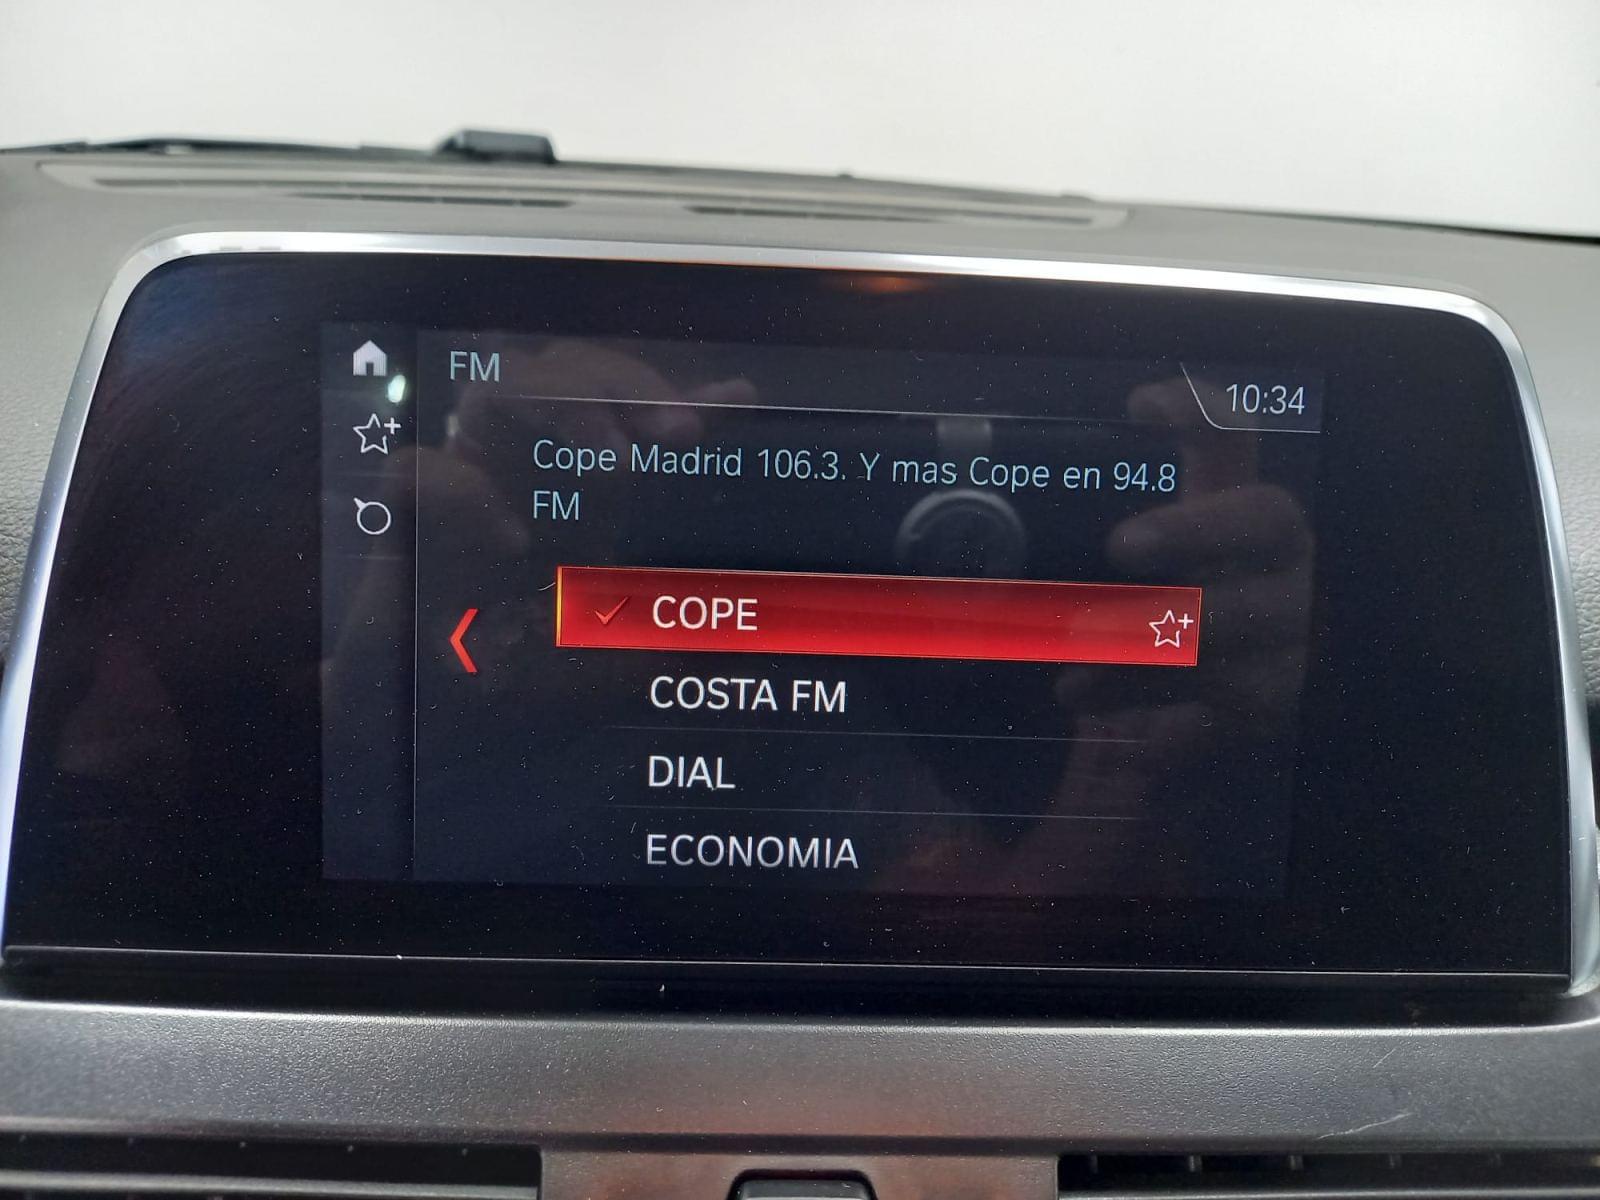 FM
10:34
Cope Madrid 106.3. Y mas Cope en 94.8
FM
COPE
COSTA FM
DIAL
ECONOMIA